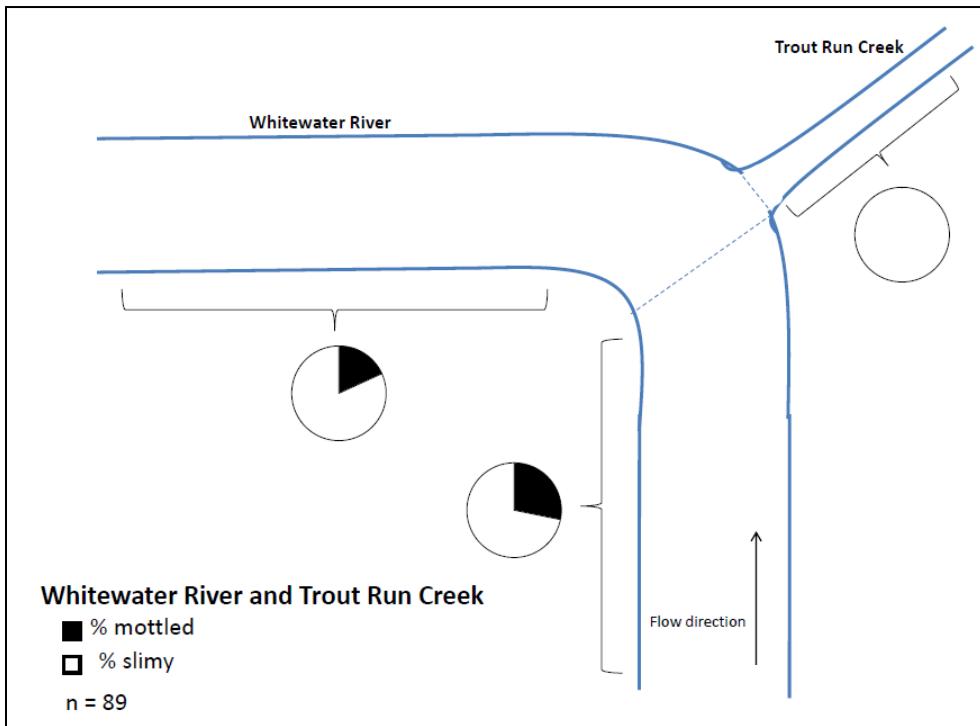 Trout Run Creek
Whitewater River
Whitewater River and Trout Run Creek
% mottled
% slimy
n = 89
Flow direction